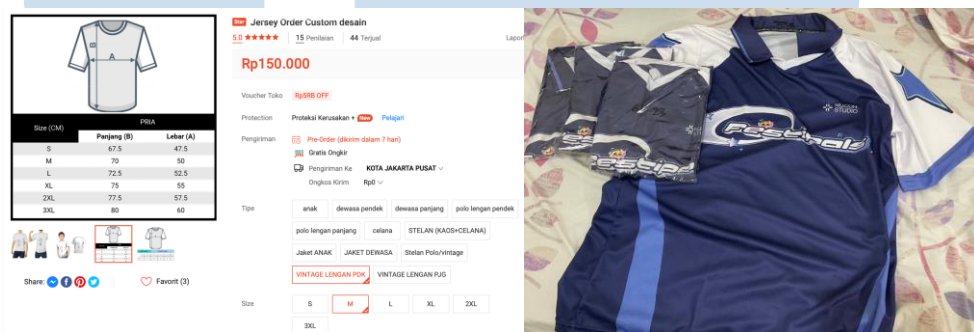 Star Jersey Order Custom desain
5.0 ★★★★★ 15 Penilaian 44 Terjual Lapor
Rp150.000
B
A
Size (CM) PRIA
Panjang (B) Lebar (A)
S 67.5 47.5
M 70 50
L 72.5 52.5
XL 75 55
2XL 77.5 57.5
3XL 80 60
Share:
Favorit (3)
Voucher Toko Rp5RB OFF
Protection Proteksi Kerusakan + New Pelajari
Pengiriman Pre-Order (dikirim dalam 7 hari)
Gratis Ongkir
Pengiriman Ke KOTA JAKARTA PUSAT
Ongkos Kirim Rp0
Tipe anak dewasa pendek dewasa panjang polo lengan pendek
polo lengan panjang celana STELAN (KAOS+CELANA)
Jaket ANAK JAKET DEWASA Stelan Polo/vintage
VINTAGE LENGAN PDK VINTAGE LENGAN PJG
Size S M L XL 2XL
3XL
STUDIO
Festipals